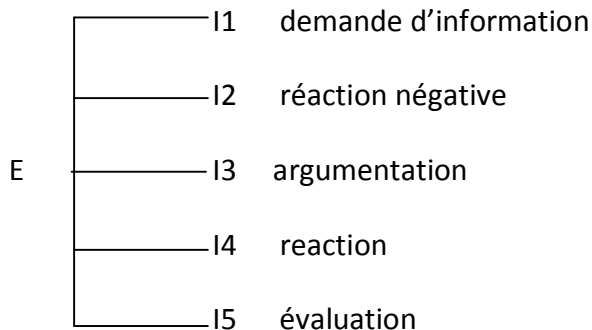 I1 demande d’information
I2 réaction négative
E I3 argumentation
I4 reaction
I5 évaluation